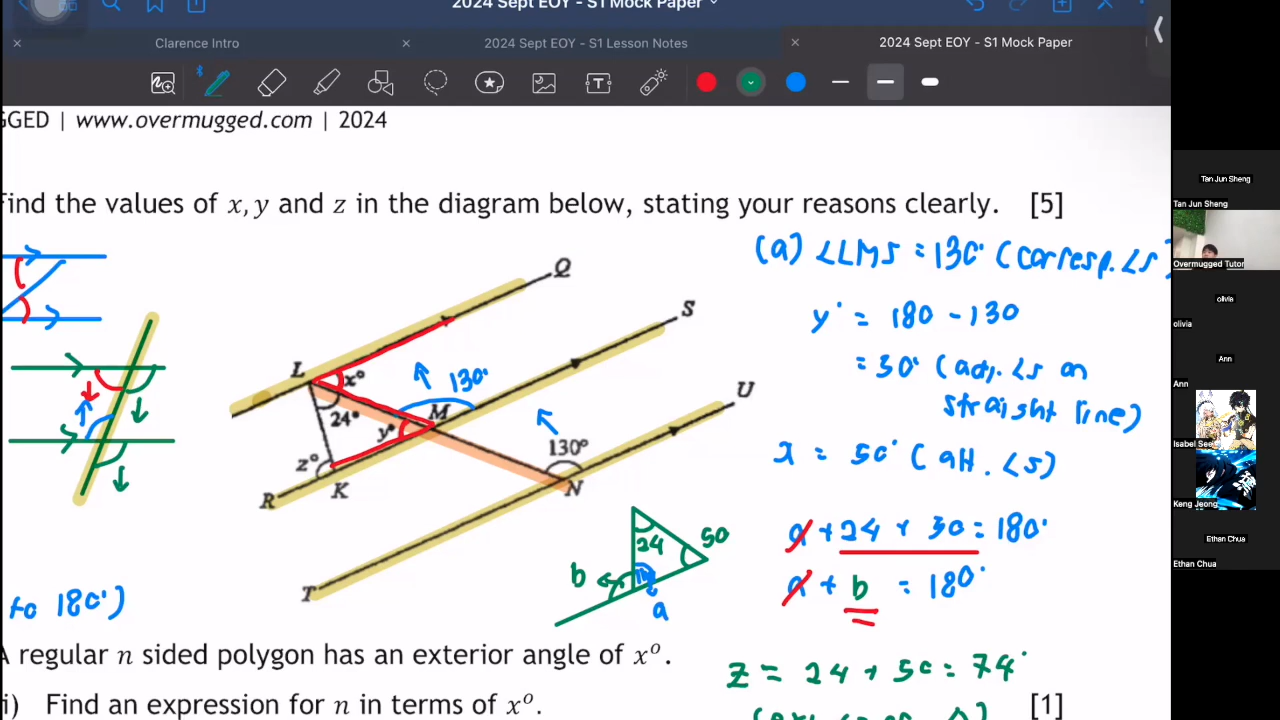 2024 Sept EOY - S1 Mock Paper
Clarence Intro
2024 Sept EOY - S1 Lesson Notes
2024 Sept EOY - S1 Mock Paper
GGED | www.overmugged.com | 2024
Find the values of x, y and z in the diagram below, stating your reasons clearly. [5]
(a) ∠LMS = 130° (corresp. ∠s
y° = 180 - 130
= 50° (adj. ∠s on
straight line)
x = 50° (alt. ∠s)
a + 24 + 50 = 180°
a + b = 180°
z = 24 + 50 = 74°
Q
S
U
L
x°
130°
24°
M
y°
z°
130°
R
K
N
T
24
50
b
a
to 180°)
A regular n sided polygon has an exterior angle of x°.
i) Find an expression for n in terms of x°. [1]
Tan Jun Sheng
Tan Jun Sheng
Overmugged Tutor
olivia
olivia
Ann
Ann
Isabel See
Keng Jeong
Ethan Chua
Ethan Chua